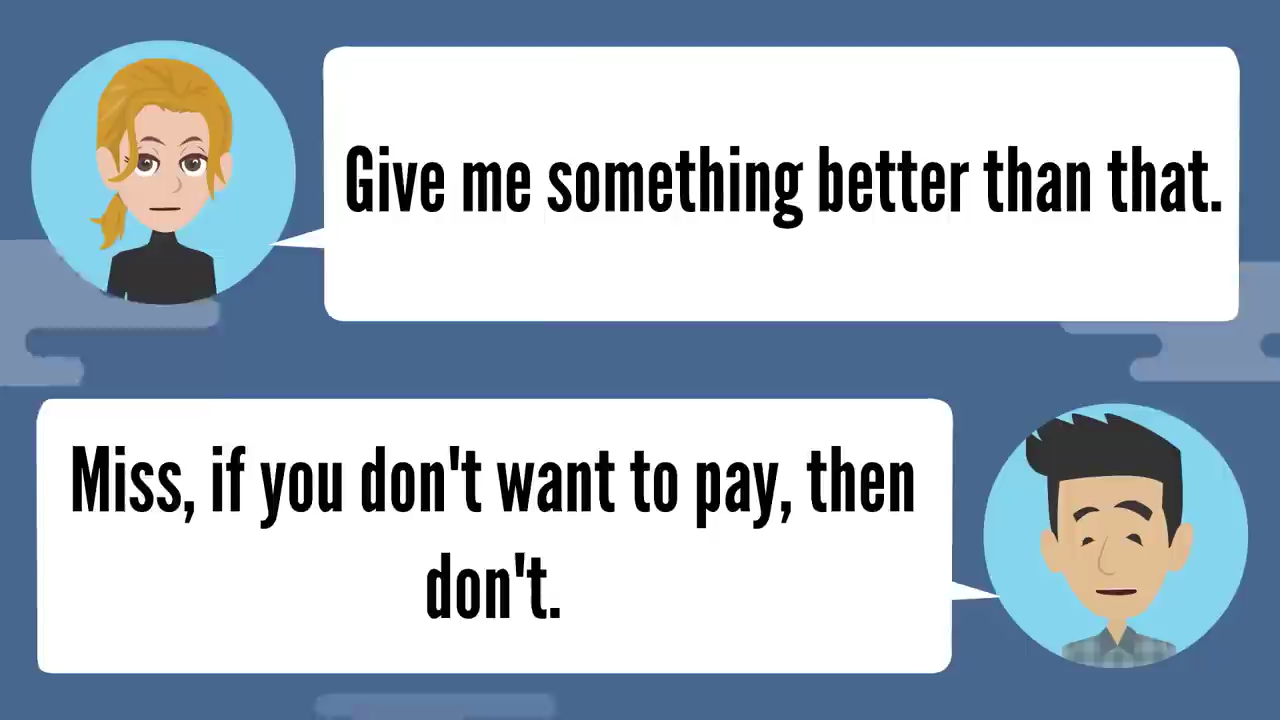 Give me something better than that.
Miss, if you don't want to pay, then
don't.